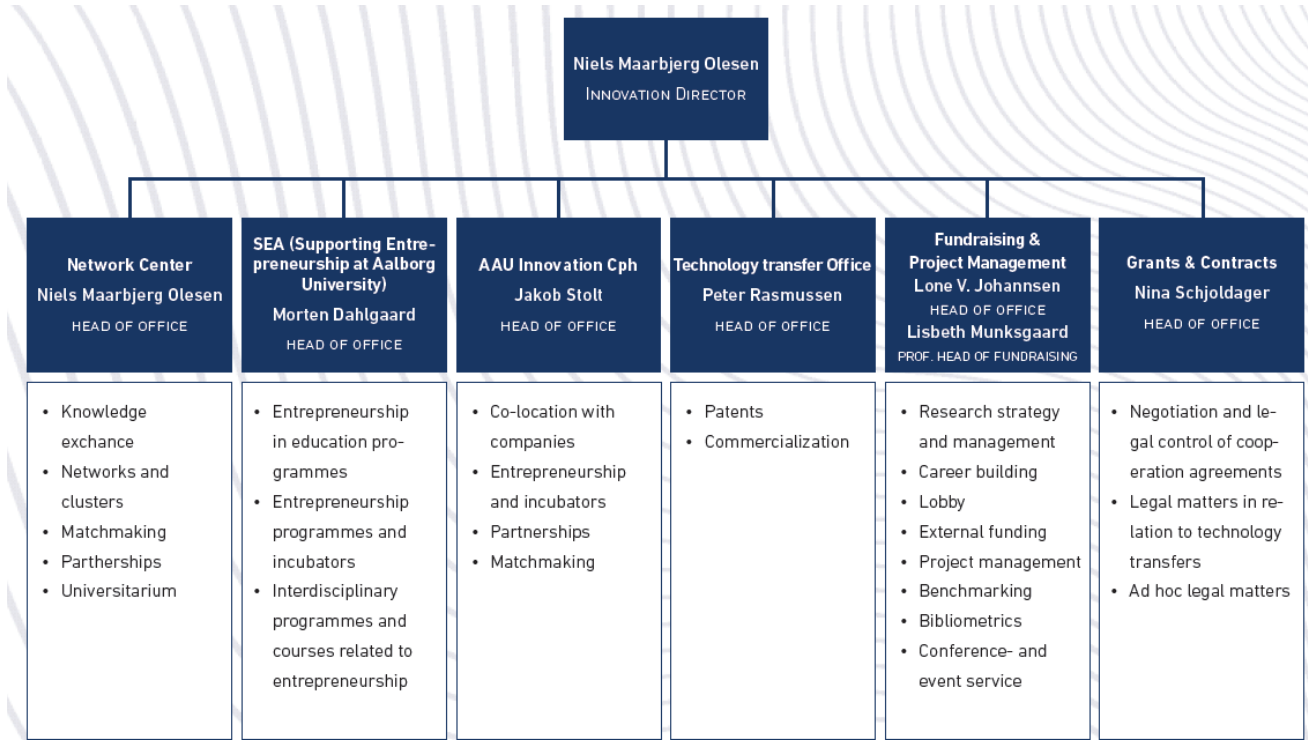 Niels Maarbjerg Olesen
INNOVATION DIRECTOR
Network Center
Niels Maarbjerg Olesen
HEAD OF OFFICE
SEA (Supporting Entre-
preneurship at Aalborg
University)
Morten Dahlgaard
HEAD OF OFFICE
AAU Innovation Cph
Jakob Stolt
HEAD OF OFFICE
Technology transfer Office
Peter Rasmussen
HEAD OF OFFICE
Fundraising &
Project Management
Lone V. Johannsen
HEAD OF OFFICE
Lisbeth Munksgaard
PROF. HEAD OF FUNDRAISING
Grants & Contracts
Nina Schjoldager
HEAD OF OFFICE
• Knowledge
exchance
• Networks and
clusters
• Matchmaking
• Partherships
• Universitarium
• Entrepreneurship
in education pro-
grammes
• Entrepreneurship
programmes and
incubators
• Interdisciplinary
programmes and
courses related to
entrepreneurship
• Co-location with
companies
• Entrepreneurship
and incubators
• Partnerships
• Matchmaking
• Patents
• Commercialization
• Research strategy
and management
• Career building
• Lobby
• External funding
• Project management
• Benchmarking
• Bibliometrics
• Conference- and
event service
• Negotiation and le-
gal control of coop-
eration agreements
• Legal matters in re-
lation to technology
transfers
• Ad hoc legal matters